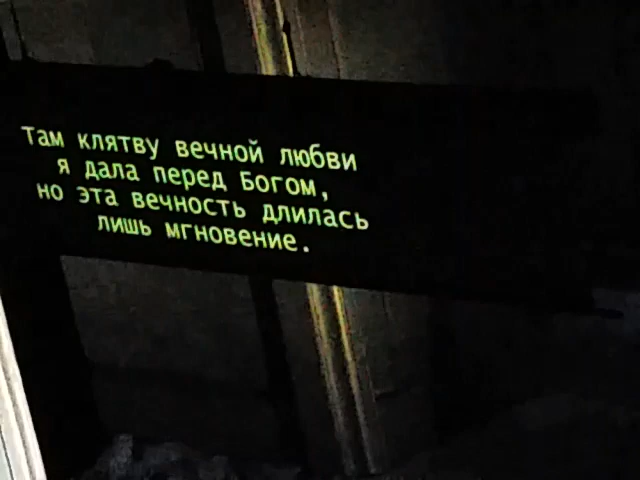 Там клятву вечной любви
я дала перед Богом,
но эта вечность длилась
лишь мгновение.